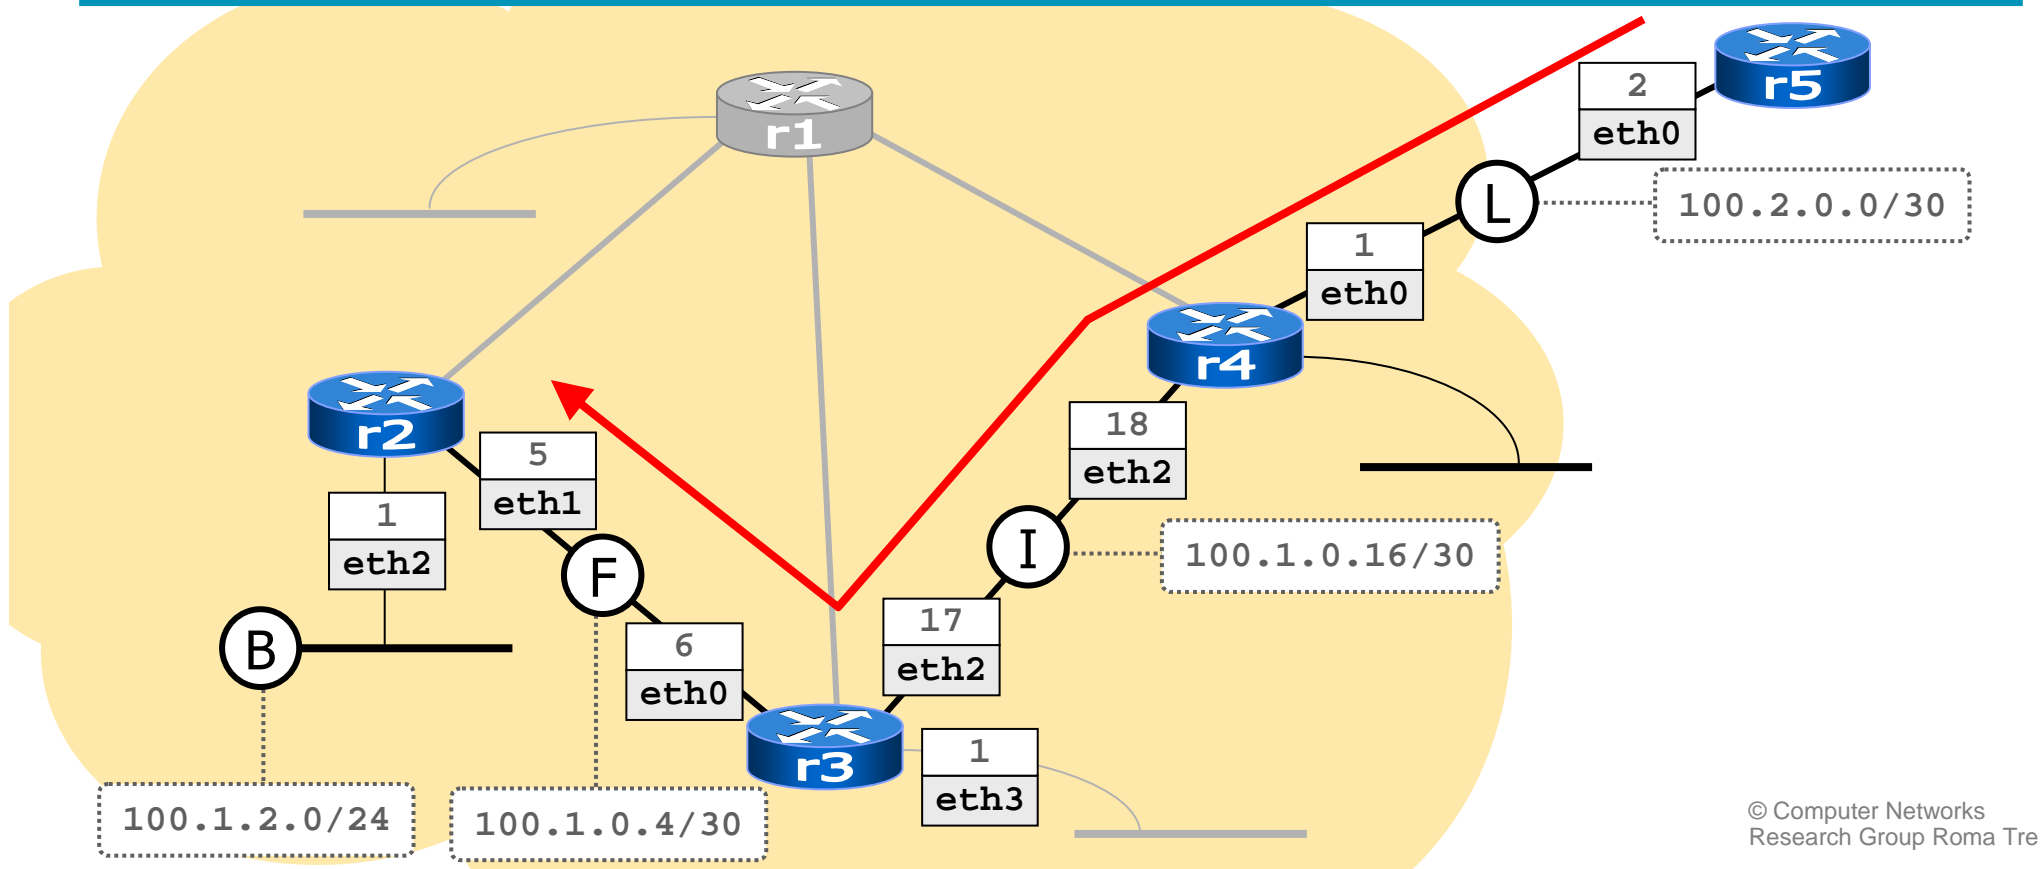 r5
2
eth0
r1
L
100.2.0.0/30
1
eth0
r4
r2
18
eth2
5
eth1
1
eth2
F
I
100.1.0.16/30
B
17
eth2
6
eth0
r3
1
eth3
100.1.2.0/24
100.1.0.4/30
© Computer Networks
Research Group Roma Tre